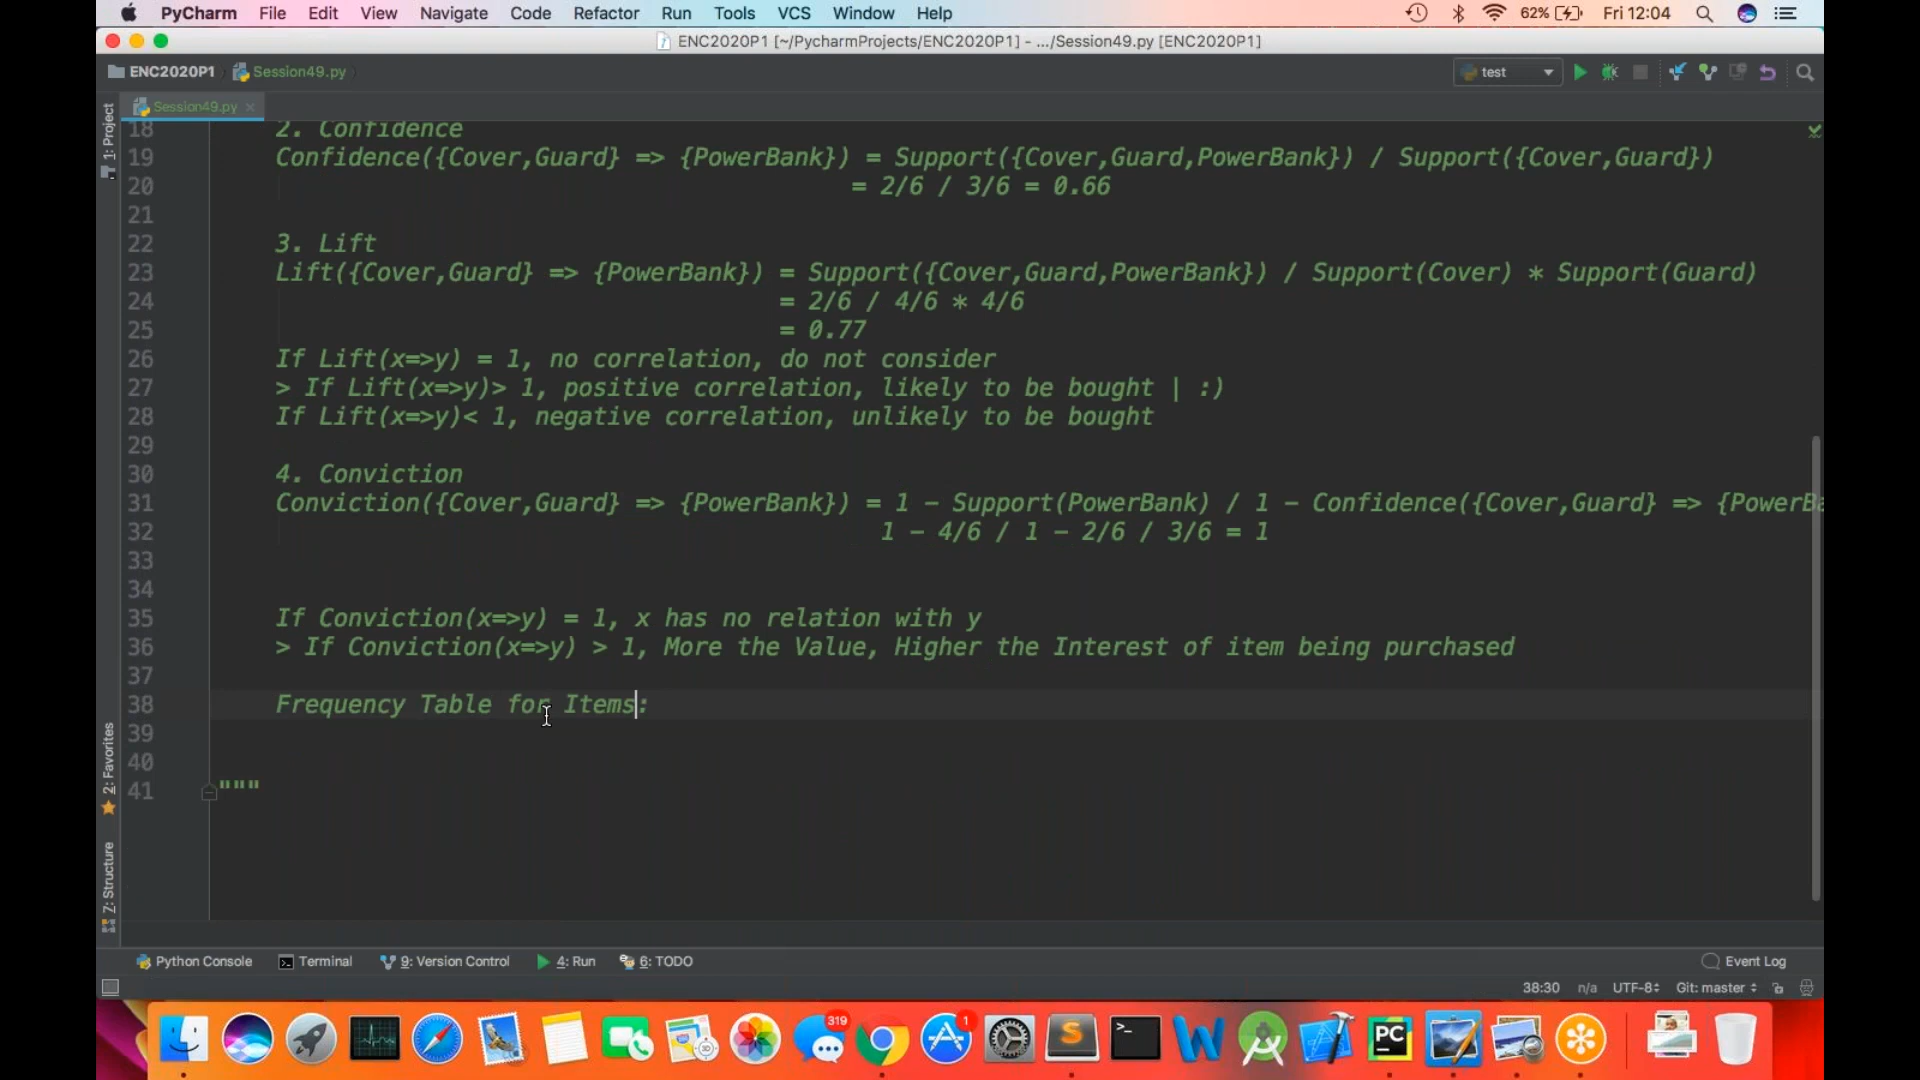 PyCharm File Edit View Navigate Code Refactor Run Tools VCS Window Help 62% Fri 12:04
ENC2020P1 [~/PycharmProjects/ENC2020P1] - .../Session49.py [ENC2020P1]
ENC2020P1 Session49.py test
1: Project
Session49.py
18 2. Confidence
19 Confidence({Cover,Guard} => {PowerBank}) = Support({Cover,Guard,PowerBank}) / Support({Cover,Guard})
20 = 2/6 / 3/6 = 0.66
21
22 3. Lift
23 Lift({Cover,Guard} => {PowerBank}) = Support({Cover,Guard,PowerBank}) / Support(Cover) * Support(Guard)
24 = 2/6 / 4/6 * 4/6
25 = 0.77
26 If Lift(x=>y) = 1, no correlation, do not consider
27 > If Lift(x=>y)> 1, positive correlation, likely to be bought | :)
28 If Lift(x=>y)< 1, negative correlation, unlikely to be bought
29
30 4. Conviction
31 Conviction({Cover,Guard} => {PowerBank}) = 1 - Support(PowerBank) / 1 - Confidence({Cover,Guard} => {PowerBa
32 1 - 4/6 / 1 - 2/6 / 3/6 = 1
33
34
35 If Conviction(x=>y) = 1, x has no relation with y
36 > If Conviction(x=>y) > 1, More the Value, Higher the Interest of item being purchased
37
38 Frequency Table for Items:
39
40
41 """
2: Favorites
7: Structure
Python Console Terminal 9: Version Control 4: Run 6: TODO Event Log
38:30 n/a UTF-8 Git: master
319 1 PC